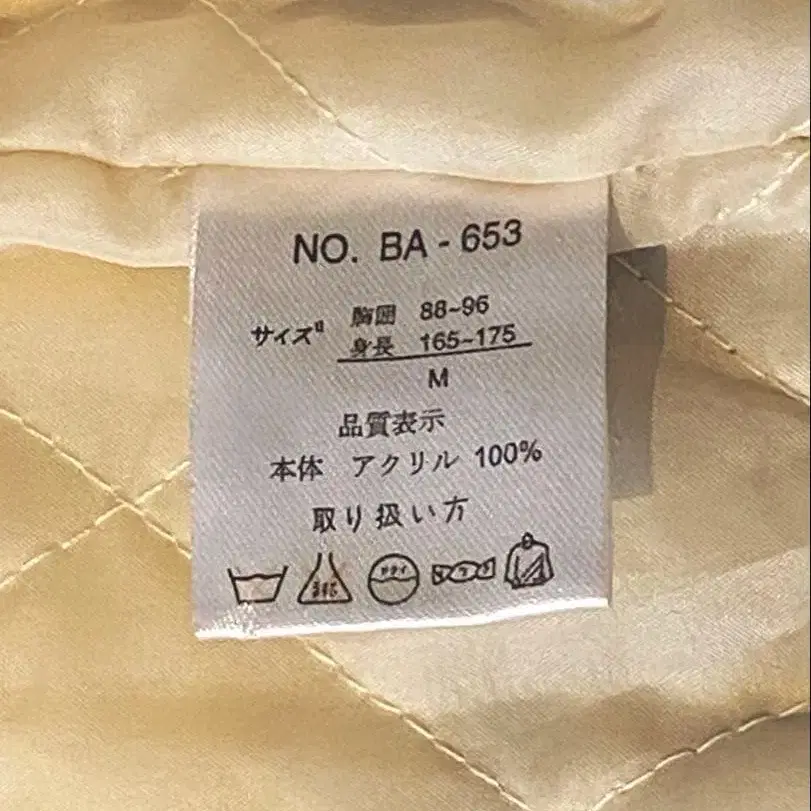 NO. BA - 653
サイズ 胸囲 88~96
身長 165~175
M
品質表示
本体 アクリル 100%
取り扱い方